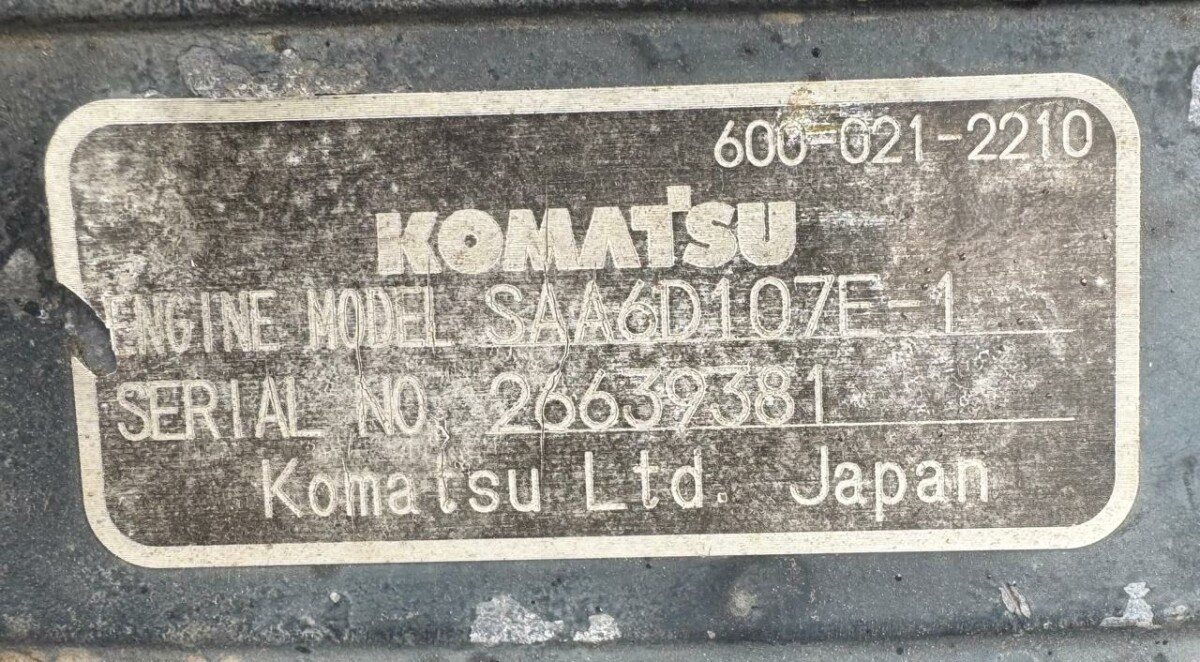 600-021-2210
KOMATSU
ENGINE MODEL SAA6D107E-1
SERIAL NO. 26639381
Komatsu Ltd. Japan